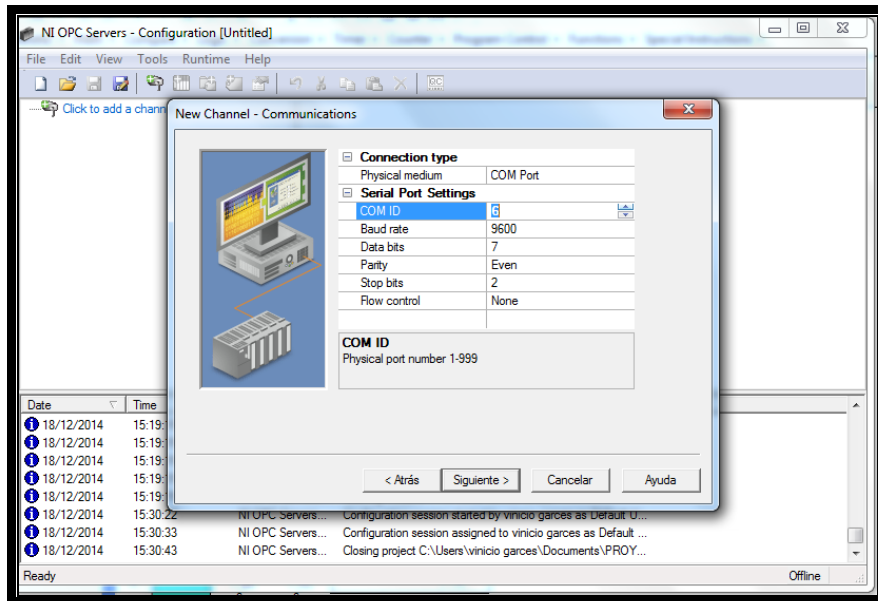 NI OPC Servers - Configuration [Untitled]
File Edit View Tools Runtime Help
Click to add a chann
New Channel - Communications
Connection type
Physical medium COM Port
Serial Port Settings
COM ID 6
Baud rate 9600
Data bits 7
Parity Even
Stop bits 2
Flow control None
COM ID
Physical port number 1-999
< Atrás Siguiente > Cancelar Ayuda
Date Time
18/12/2014 15:19:
18/12/2014 15:19:
18/12/2014 15:19:
18/12/2014 15:19:
18/12/2014 15:19:
18/12/2014 15:30:22 NI OPC Servers... Configuration session started by vinicio garces as Default U...
18/12/2014 15:30:33 NI OPC Servers... Configuration session assigned to vinicio garces as Default ...
18/12/2014 15:30:43 NI OPC Servers... Closing project C:\Users\vinicio garces\Documents\PROY...
Ready Offline